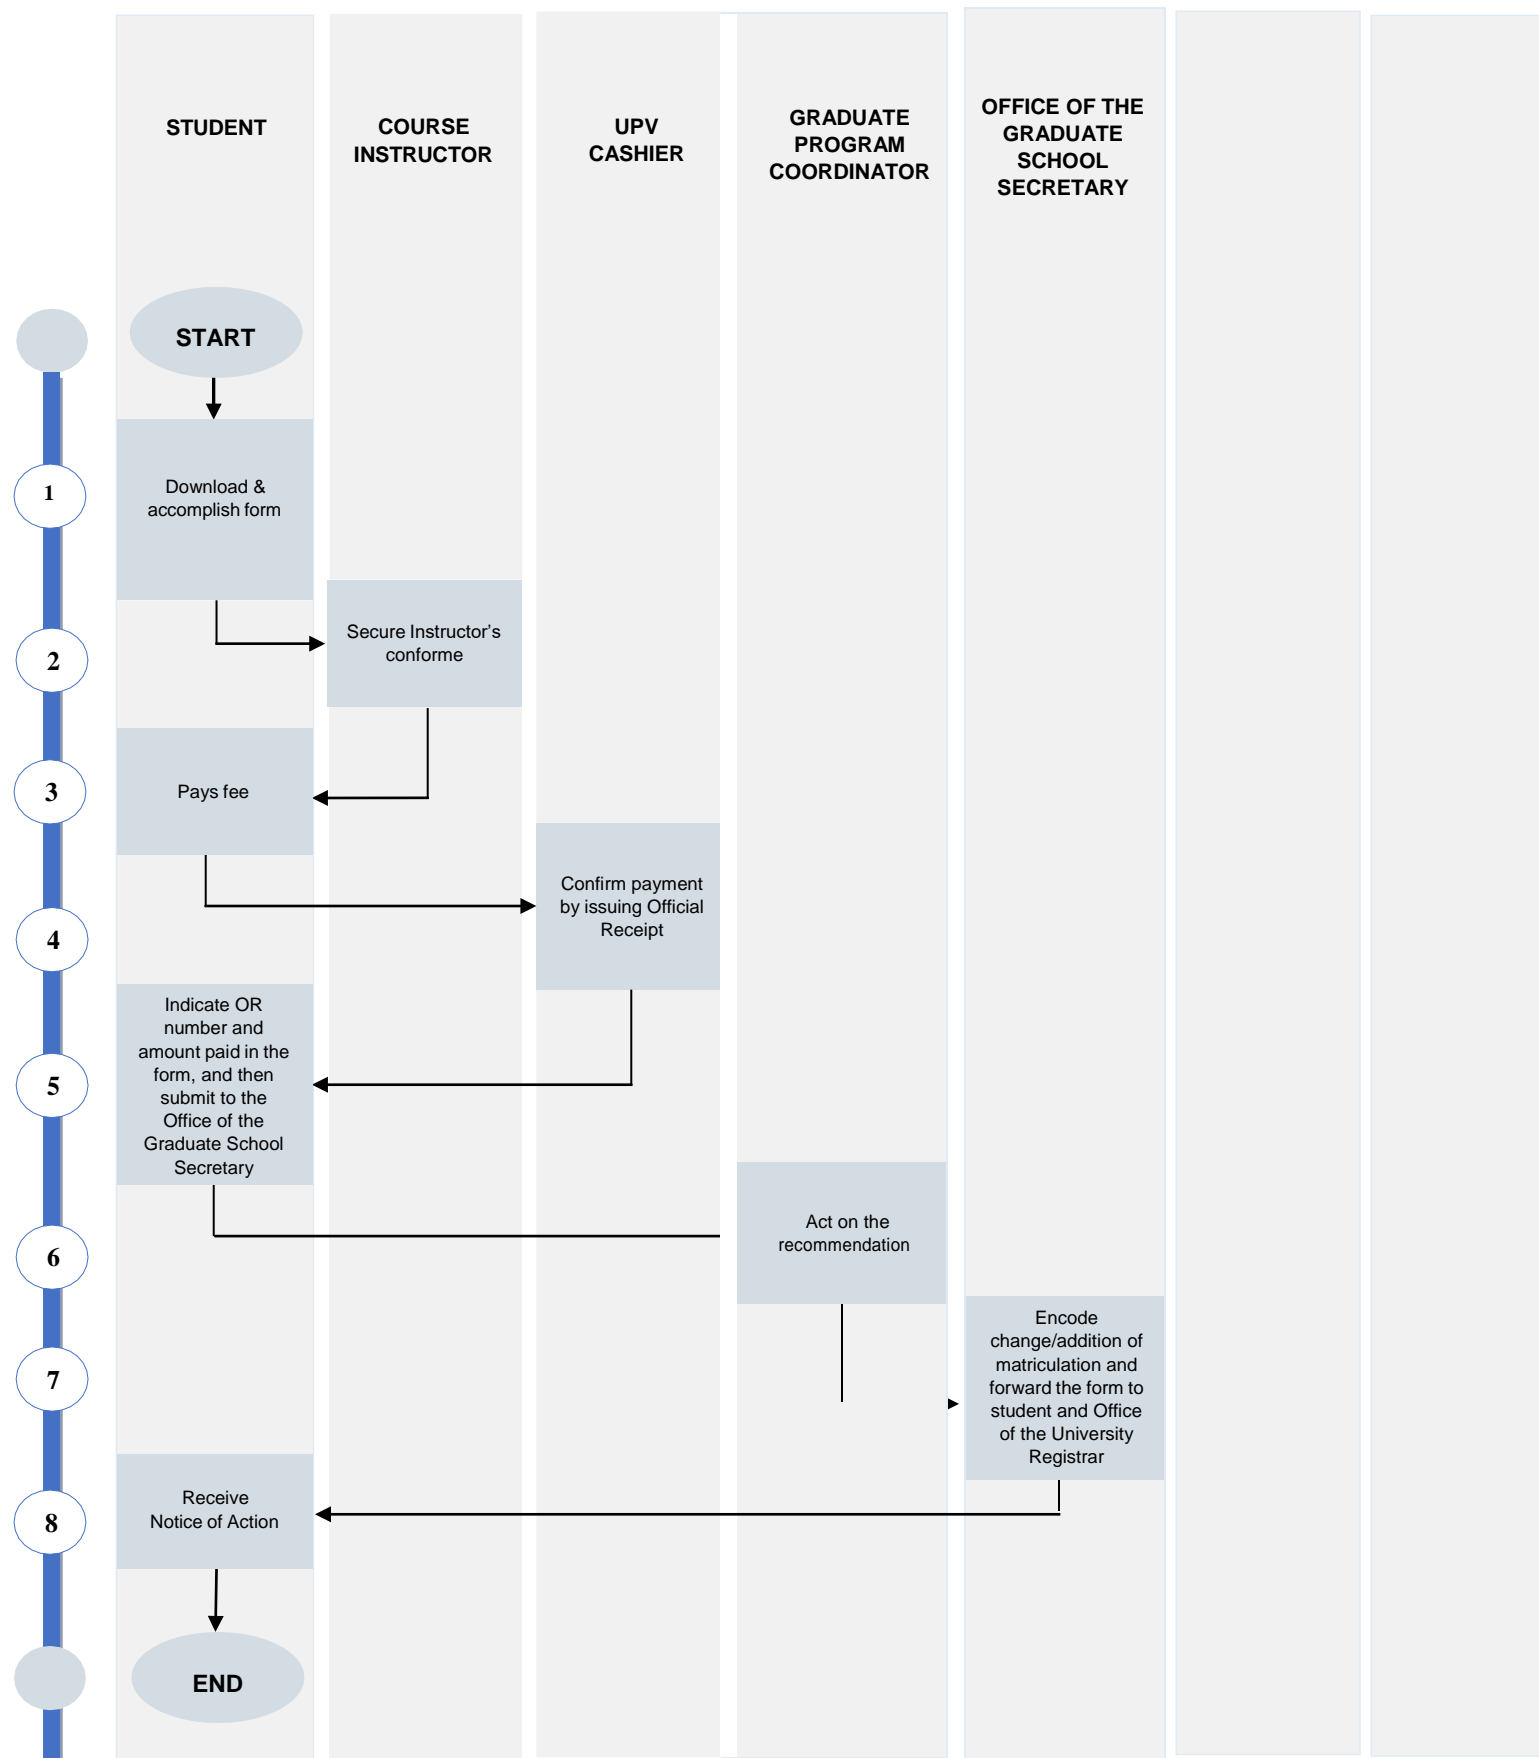 STUDENT
COURSE
INSTRUCTOR
UPV
CASHIER
GRADUATE
PROGRAM
COORDINATOR
OFFICE OF THE
GRADUATE
SCHOOL
SECRETARY
START
1
Download &
accomplish form
2
Secure Instructor’s
conforme
3
Pays fee
4
Confirm payment
by issuing Official
Receipt
5
Indicate OR
number and
amount paid in the
form, and then
submit to the
Office of the
Graduate School
Secretary
6
Act on the
recommendation
7
Encode
change/addition of
matriculation and
forward the form to
student and Office
of the University
Registrar
8
Receive
Notice of Action
END